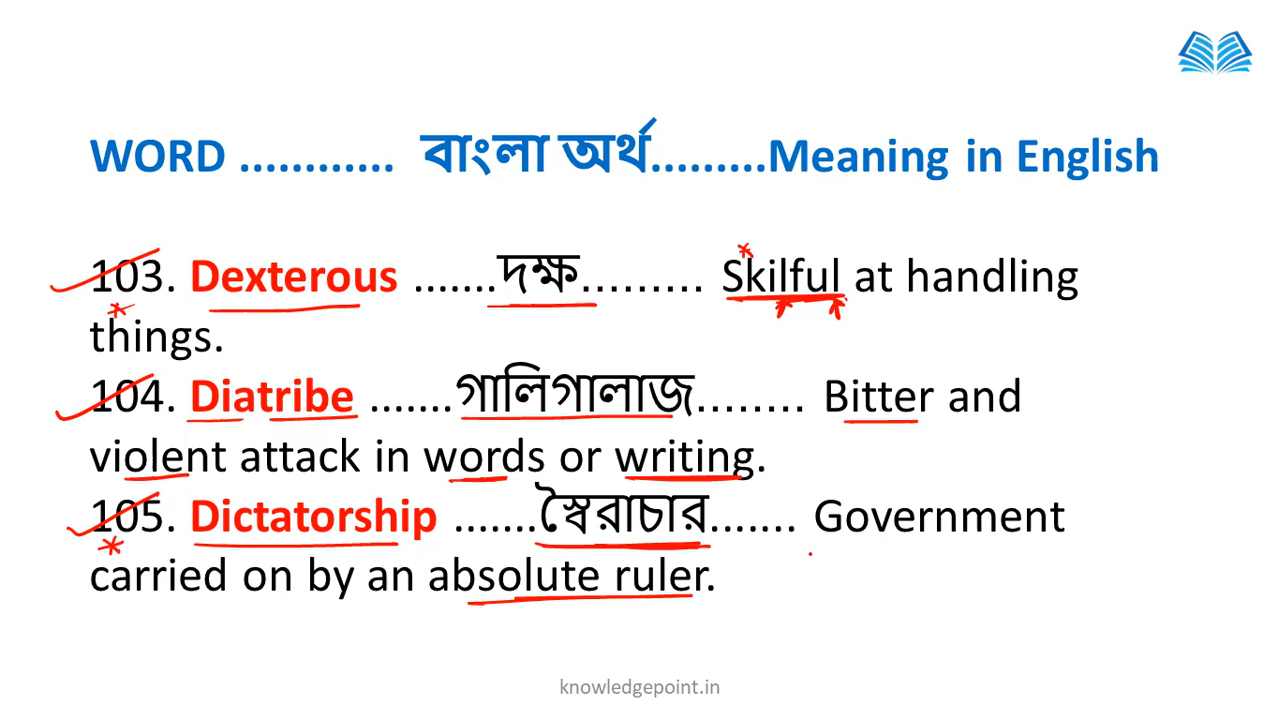 WORD ............ বাংলা অর্থ.........Meaning in English
103. Dexterous .......দক্ষ......... Skilful at handling
things.
104. Diatribe .......গালিগালাজ........ Bitter and
violent attack in words or writing.
105. Dictatorship .......স্বৈরাচার....... Government
carried on by an absolute ruler.
knowledgepoint.in